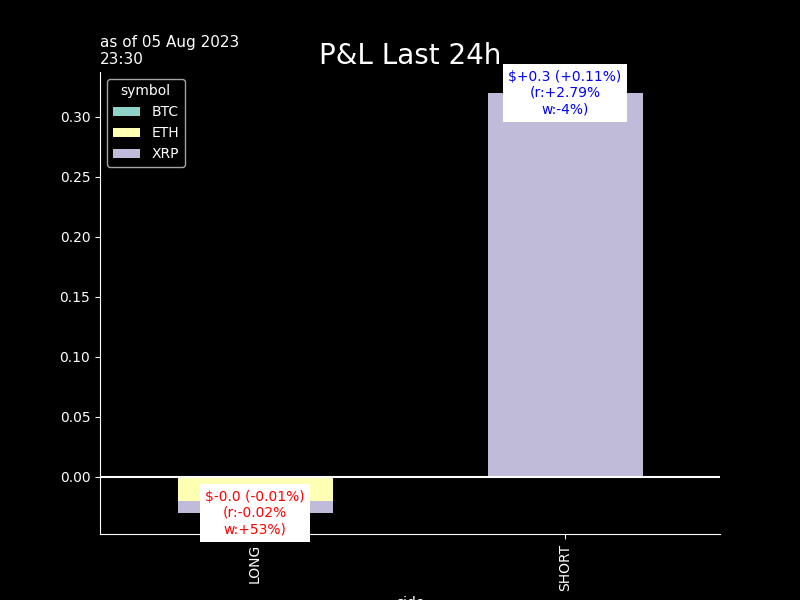 as of 05 Aug 2023
23:30
P&L Last 24h
symbol
BTC
ETH
XRP
$+0.3 (+0.11%)
(r:+2.79%
w:-4%)
0.30
0.25
0.20
0.15
0.10
0.05
0.00
$-0.0 (-0.01%)
(r:-0.02%
w:+53%)
LONG
SHORT
side